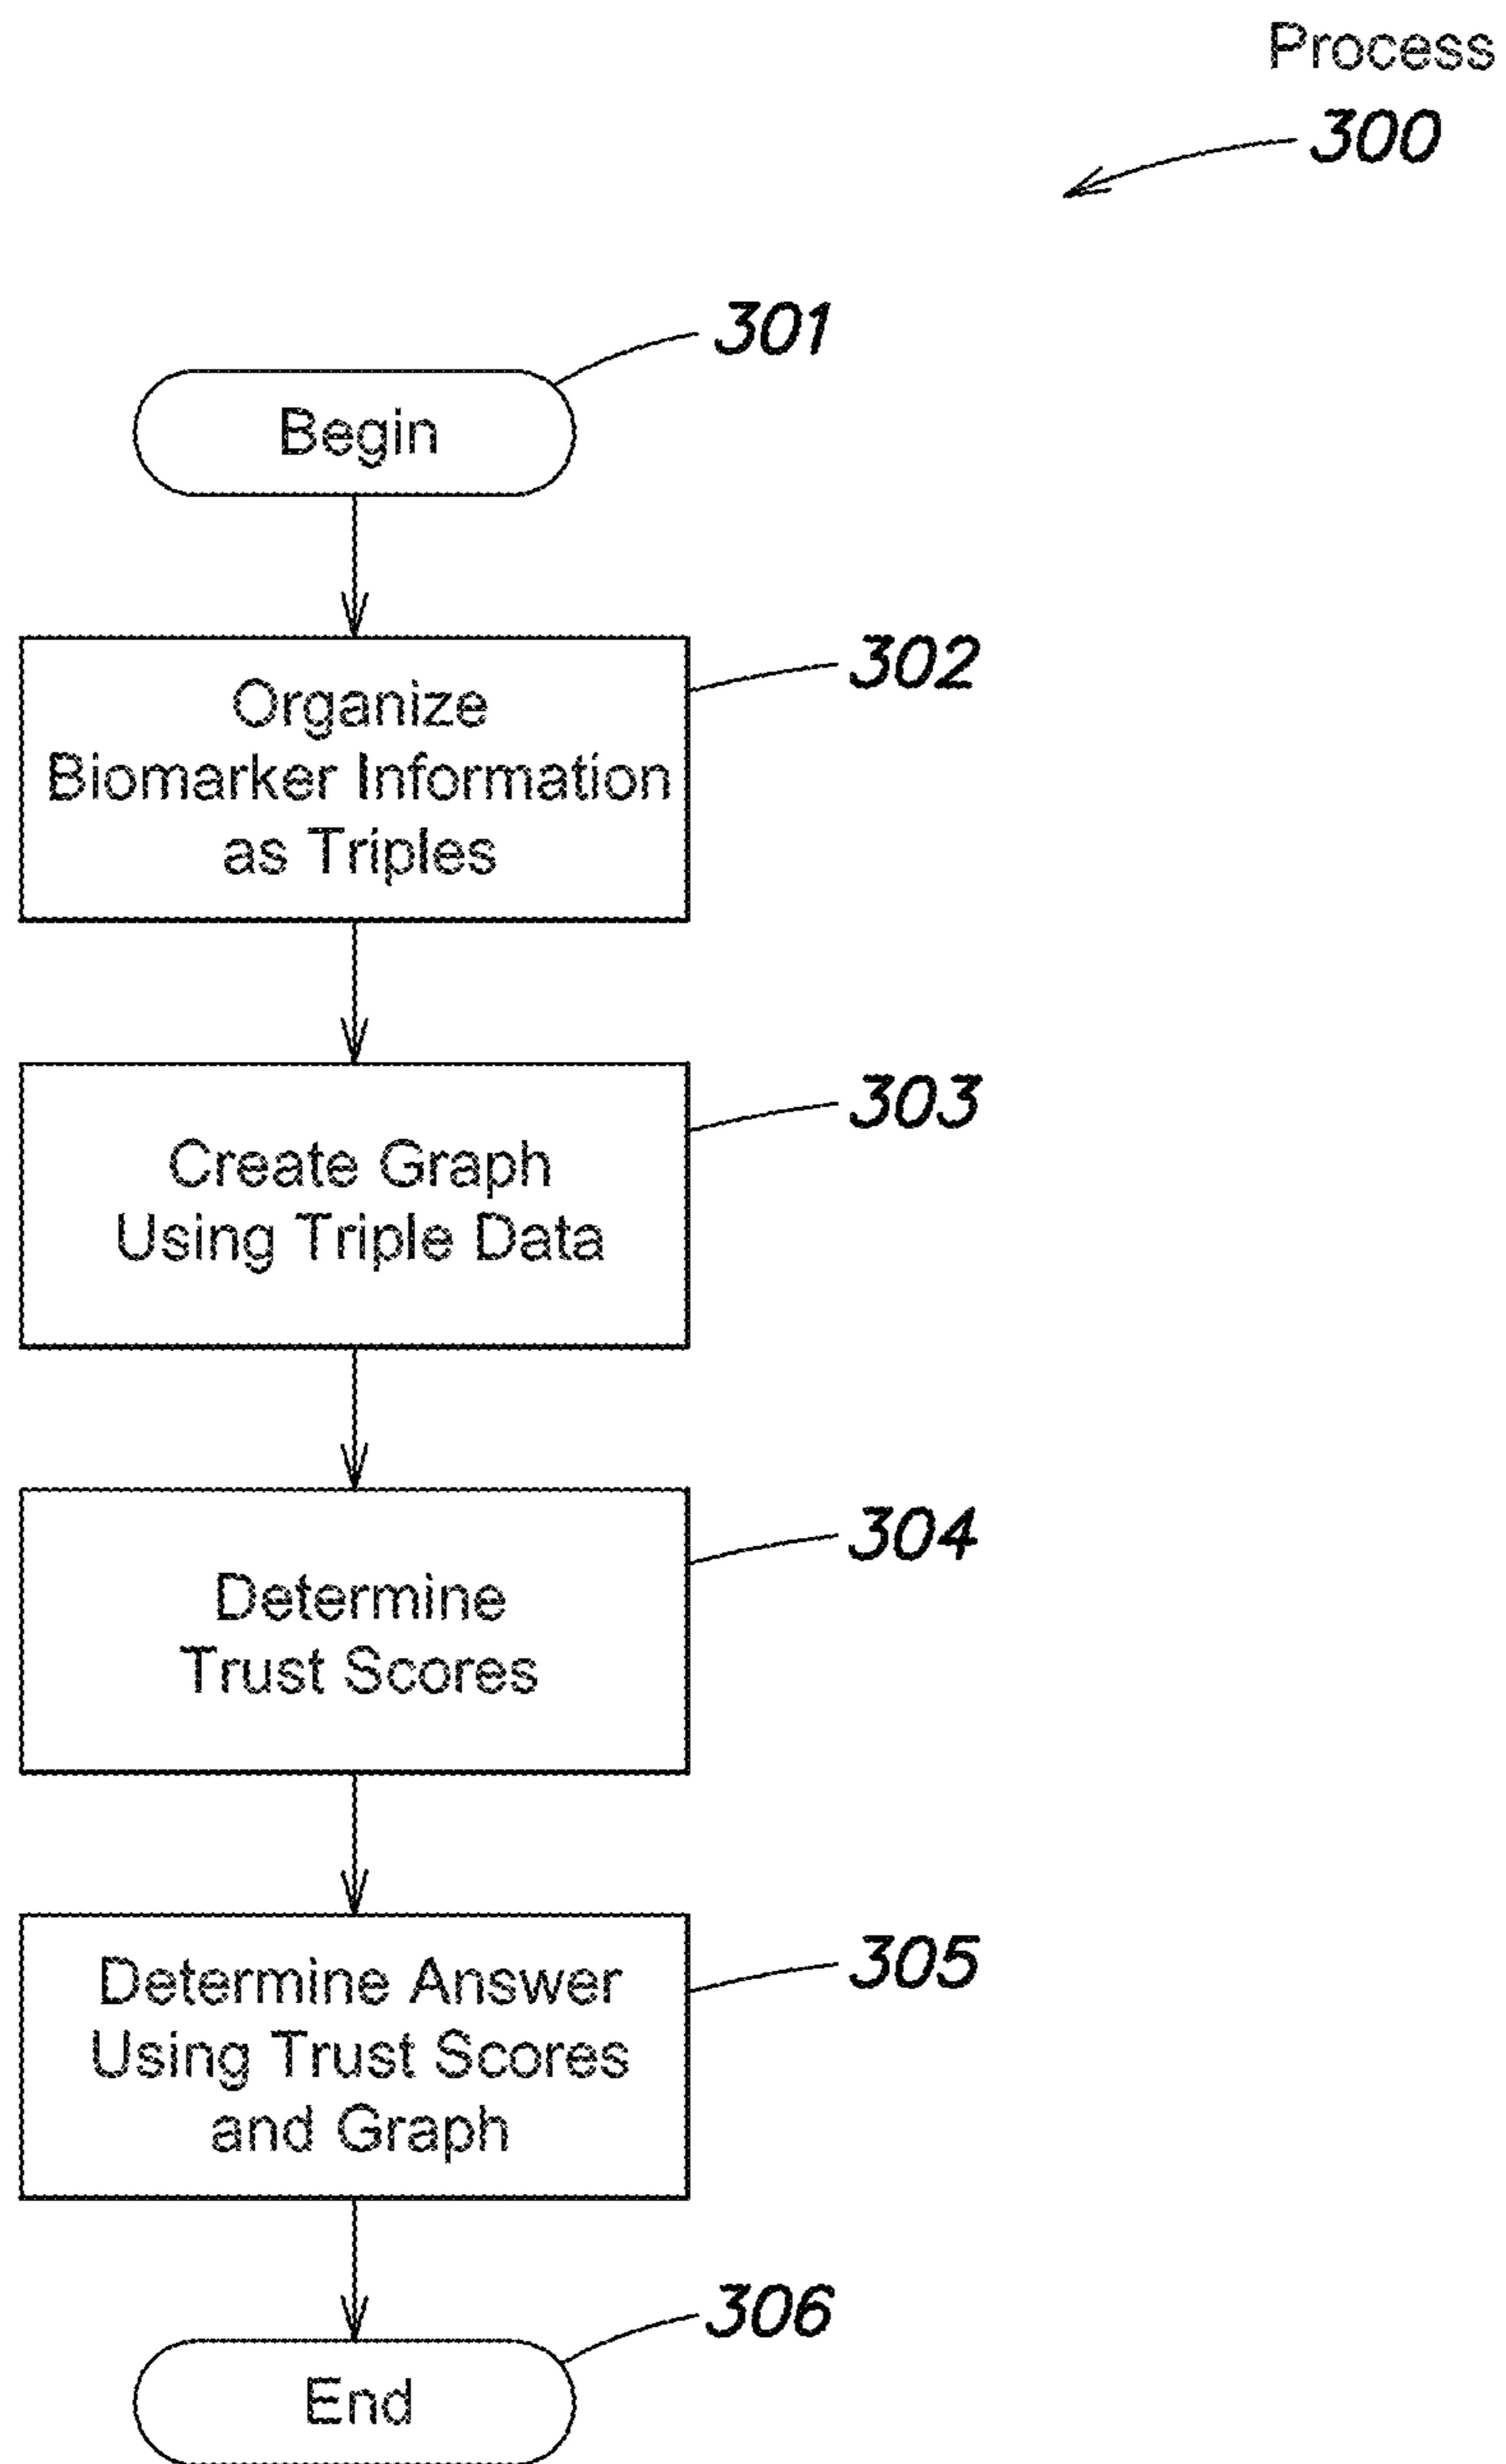 Process
300
301
Begin
302
Organize
Biomarker Information
as Triples
303
Create Graph
Using Triple Data
304
Determine
Trust Scores
305
Determine Answer
Using Trust Scores
and Graph
306
End